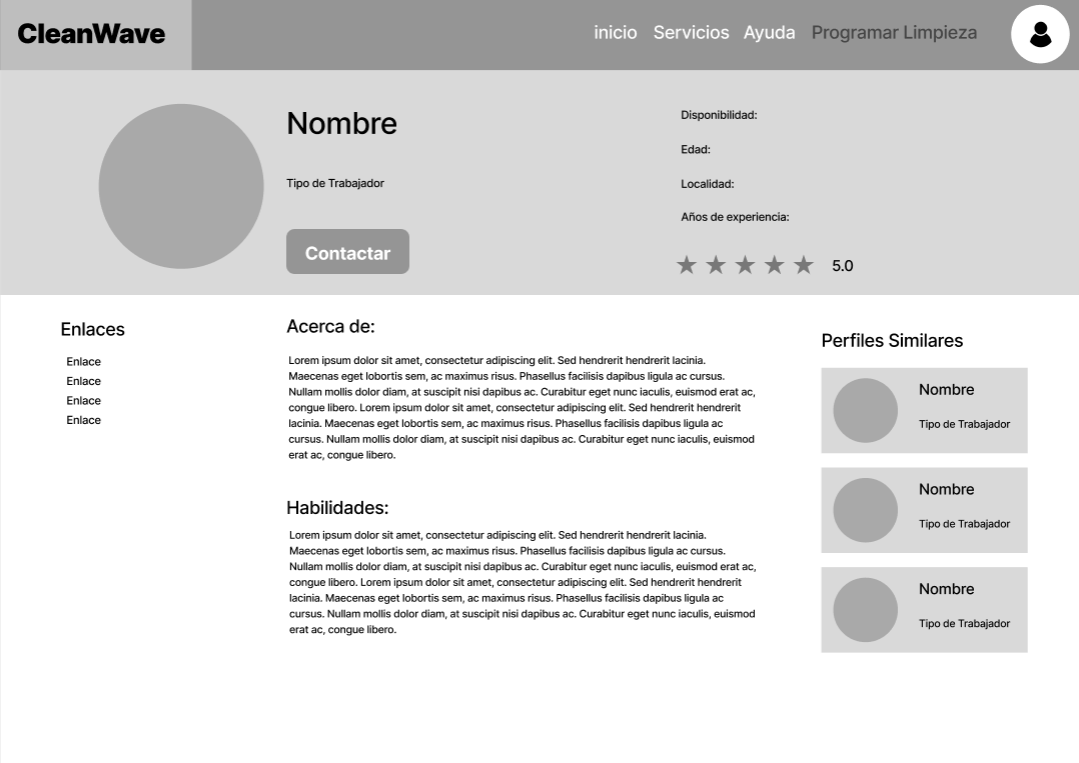 CleanWave
inicio Servicios Ayuda Programar Limpieza
Nombre
Tipo de Trabajador
Contactar
Disponibilidad:
Edad:
Localidad:
Años de experiencia:
5.0
Enlaces
Enlace
Enlace
Enlace
Enlace
Acerca de:
Lorem ipsum dolor sit amet, consectetur adipiscing elit. Sed hendrerit hendrerit lacinia.
Maecenas eget lobortis sem, ac maximus risus. Phasellus facilisis dapibus ligula ac cursus.
Nullam mollis dolor diam, at suscipit nisi dapibus ac. Curabitur eget nunc iaculis, euismod erat ac,
congue libero. Lorem ipsum dolor sit amet, consectetur adipiscing elit. Sed hendrerit hendrerit
lacinia. Maecenas eget lobortis sem, ac maximus risus. Phasellus facilisis dapibus ligula ac
cursus. Nullam mollis dolor diam, at suscipit nisi dapibus ac. Curabitur eget nunc iaculis, euismod
erat ac, congue libero.
Habilidades:
Lorem ipsum dolor sit amet, consectetur adipiscing elit. Sed hendrerit hendrerit lacinia.
Maecenas eget lobortis sem, ac maximus risus. Phasellus facilisis dapibus ligula ac cursus.
Nullam mollis dolor diam, at suscipit nisi dapibus ac. Curabitur eget nunc iaculis, euismod erat ac,
congue libero. Lorem ipsum dolor sit amet, consectetur adipiscing elit. Sed hendrerit hendrerit
lacinia. Maecenas eget lobortis sem, ac maximus risus. Phasellus facilisis dapibus ligula ac
cursus. Nullam mollis dolor diam, at suscipit nisi dapibus ac. Curabitur eget nunc iaculis, euismod
erat ac, congue libero.
Perfiles Similares
Nombre
Tipo de Trabajador
Nombre
Tipo de Trabajador
Nombre
Tipo de Trabajador